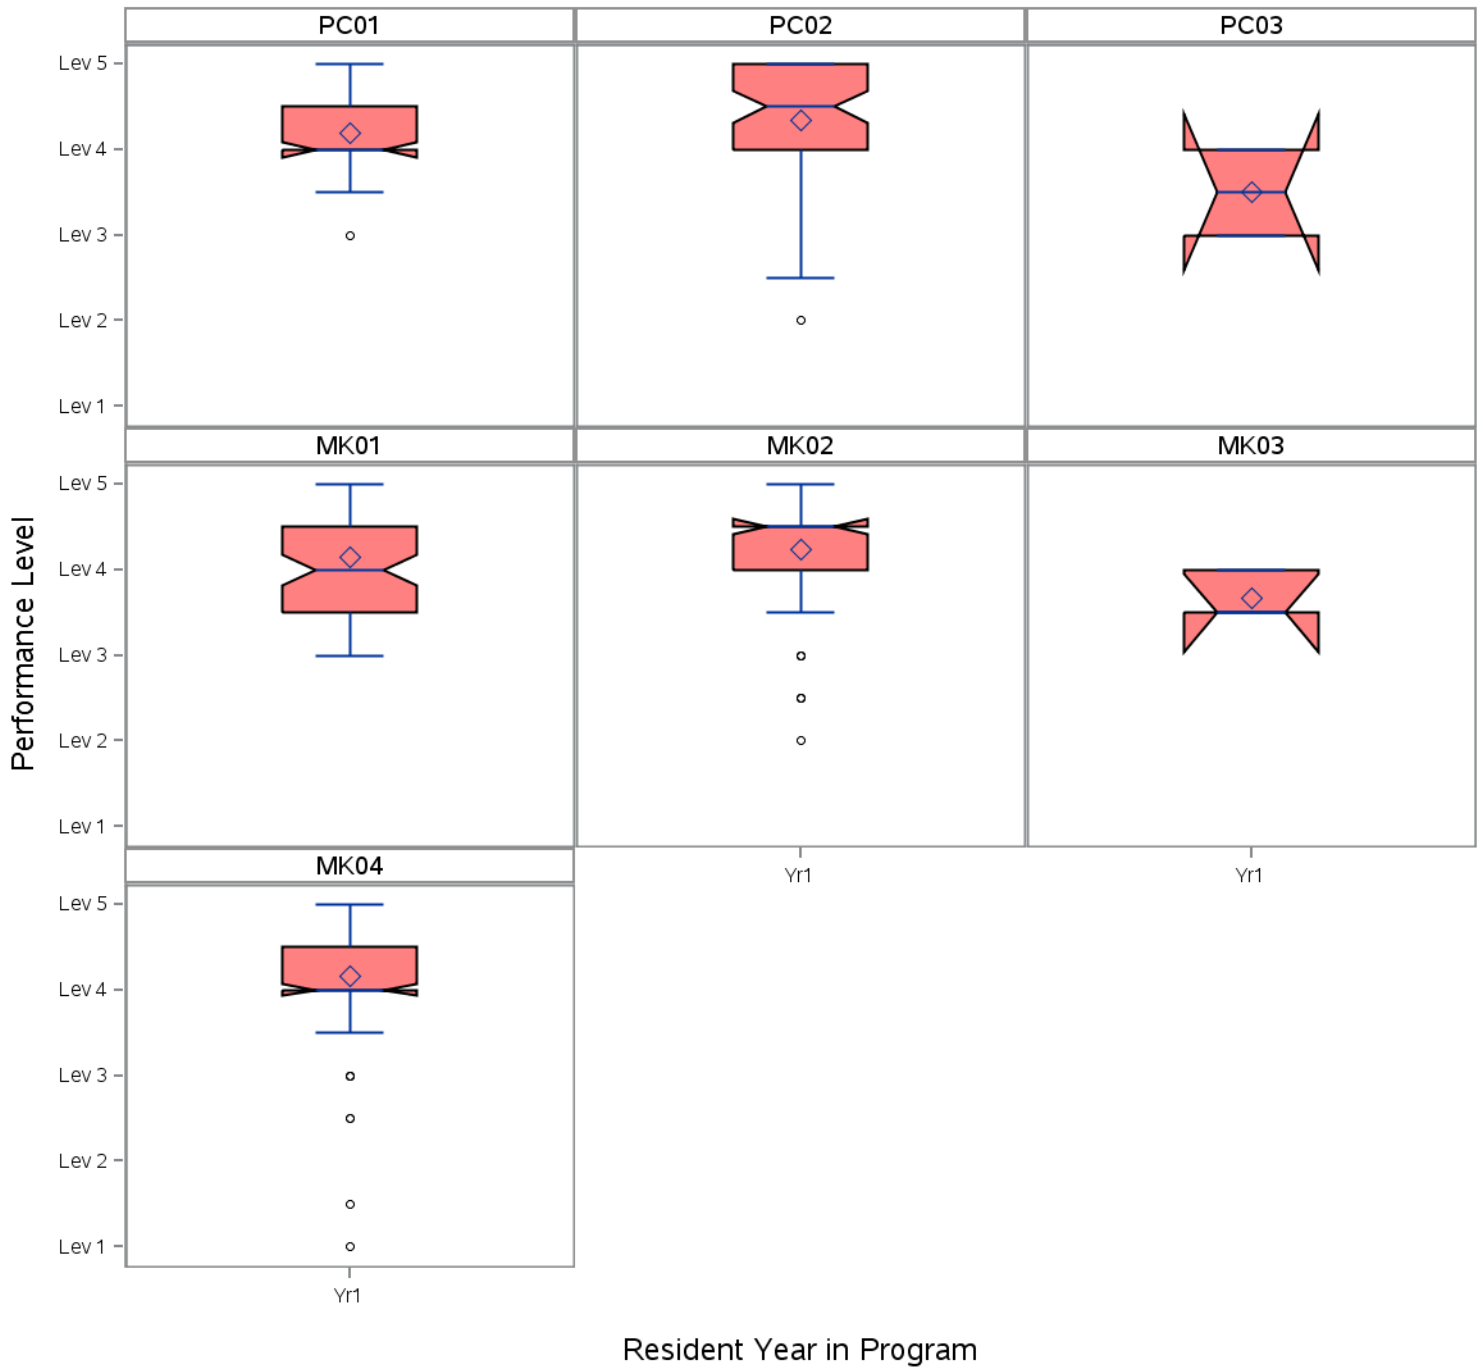 PC01 PC02 PC03
Lev 5
Lev 4
Lev 3
Lev 2
Lev 1
MK01 MK02 MK03
Lev 5
Lev 4
Lev 3
Lev 2
Lev 1
MK04
Yr1 Yr1
Lev 5
Lev 4
Lev 3
Lev 2
Lev 1
Yr1
Performance Level
Resident Year in Program